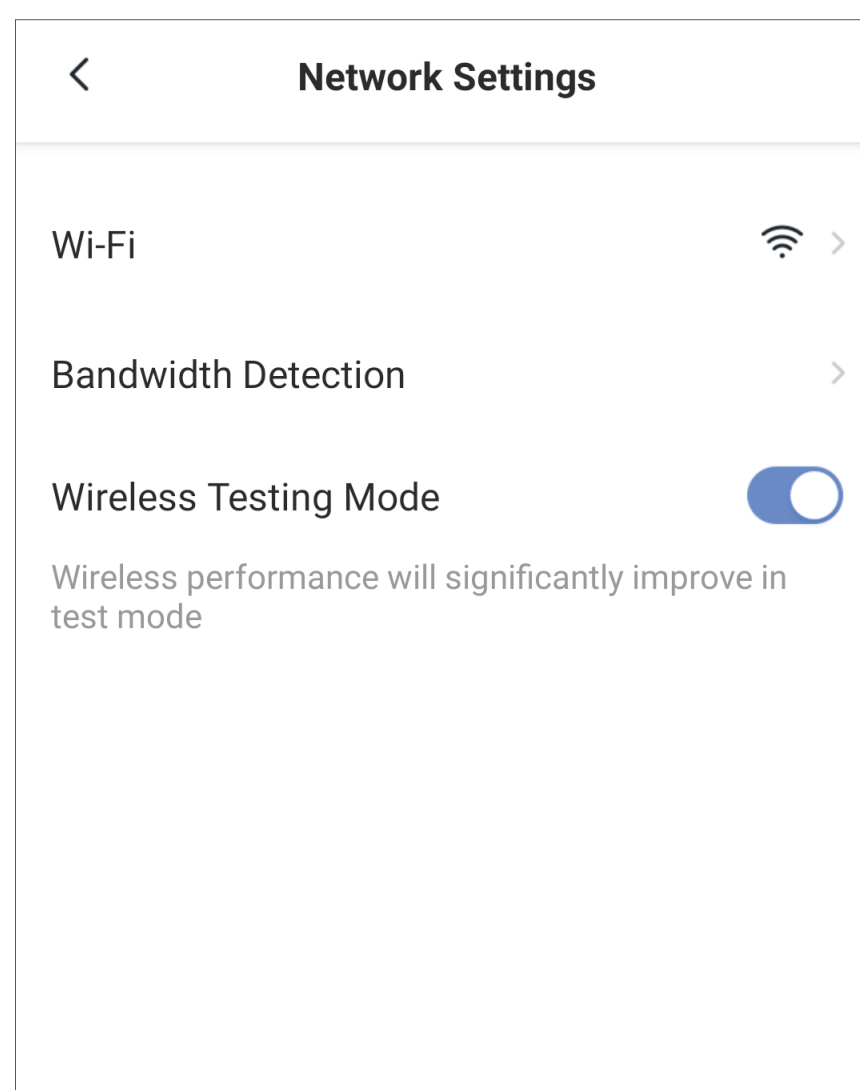 Network Settings
Wi-Fi
Bandwidth Detection
Wireless Testing Mode
Wireless performance will significantly improve in
test mode